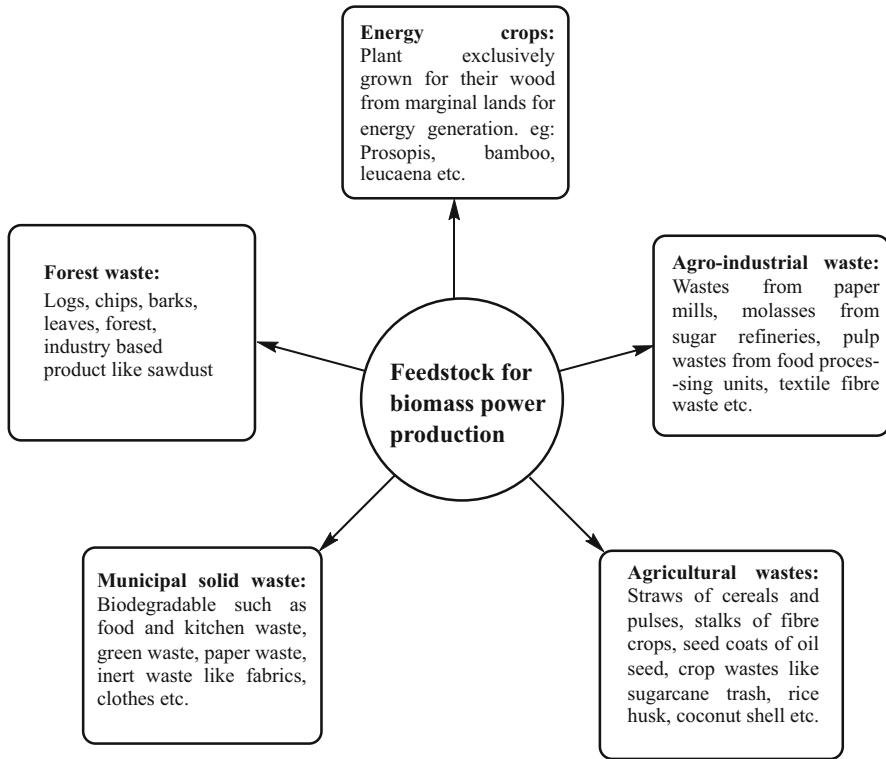 Energy crops:
Plant exclusively
grown for their wood
from marginal lands for
energy generation. eg:
Prosopis, bamboo,
leucaena etc.
Forest waste:
Logs, chips, barks,
leaves, forest,
industry based
product like sawdust
Agro-industrial waste:
Wastes from paper
mills, molasses from
sugar refineries, pulp
wastes from food proces-
-sing units, textile fibre
waste etc.
Feedstock for
biomass power
production
Municipal solid waste:
Biodegradable such as
food and kitchen waste,
green waste, paper waste,
inert waste like fabrics,
clothes etc.
Agricultural wastes:
Straws of cereals and
pulses, stalks of fibre
crops, seed coats of oil
seed, crop wastes like
sugarcane trash, rice
husk, coconut shell etc.